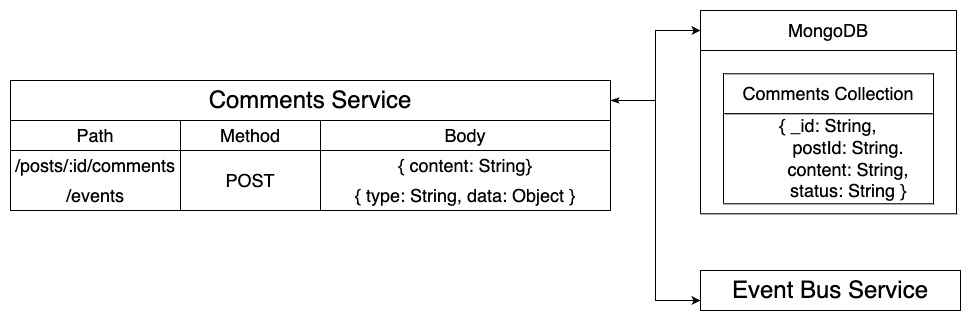 Comments Service
Path Method Body
/posts/:id/comments
/events
POST
{ content: String}
{ type: String, data: Object }
MongoDB
Comments Collection
{ _id: String,
postId: String.
content: String,
status: String }
Event Bus Service